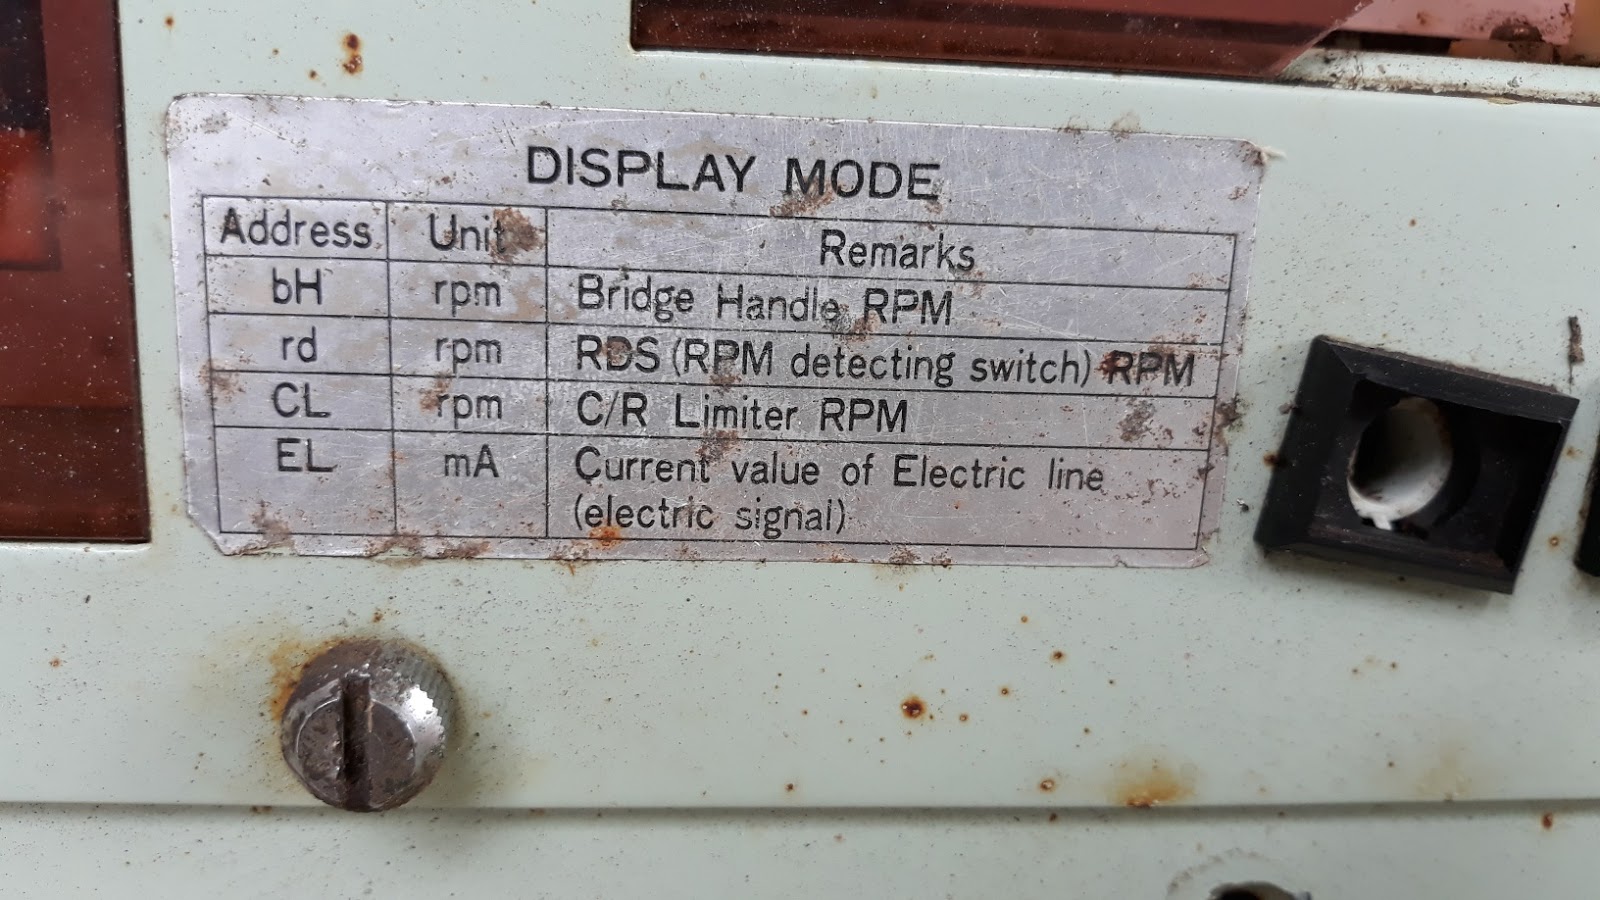 DISPLAY MODE
Address Unit Remarks
bH rpm Bridge Handle RPM
rd rpm RDS (RPM detecting switch) RPM
CL rpm C/R Limiter RPM
EL mA Current value of Electric line
(electric signal)